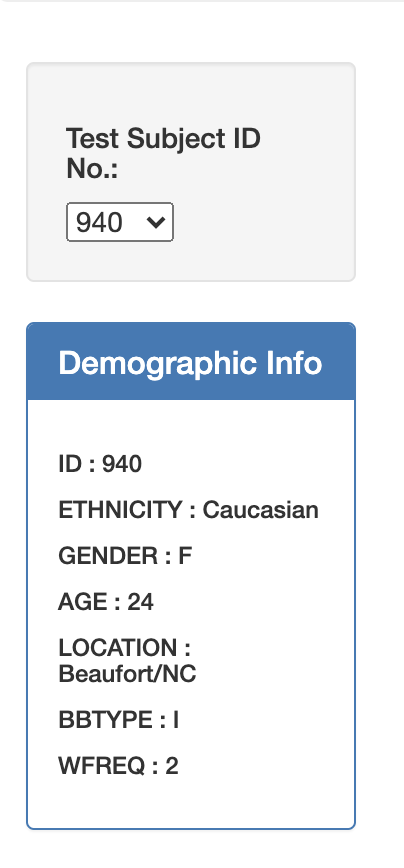 Test Subject ID
No.:
940
Demographic Info
ID : 940
ETHNICITY : Caucasian
GENDER : F
AGE : 24
LOCATION :
Beaufort/NC
BBTYPE : I
WFREQ : 2